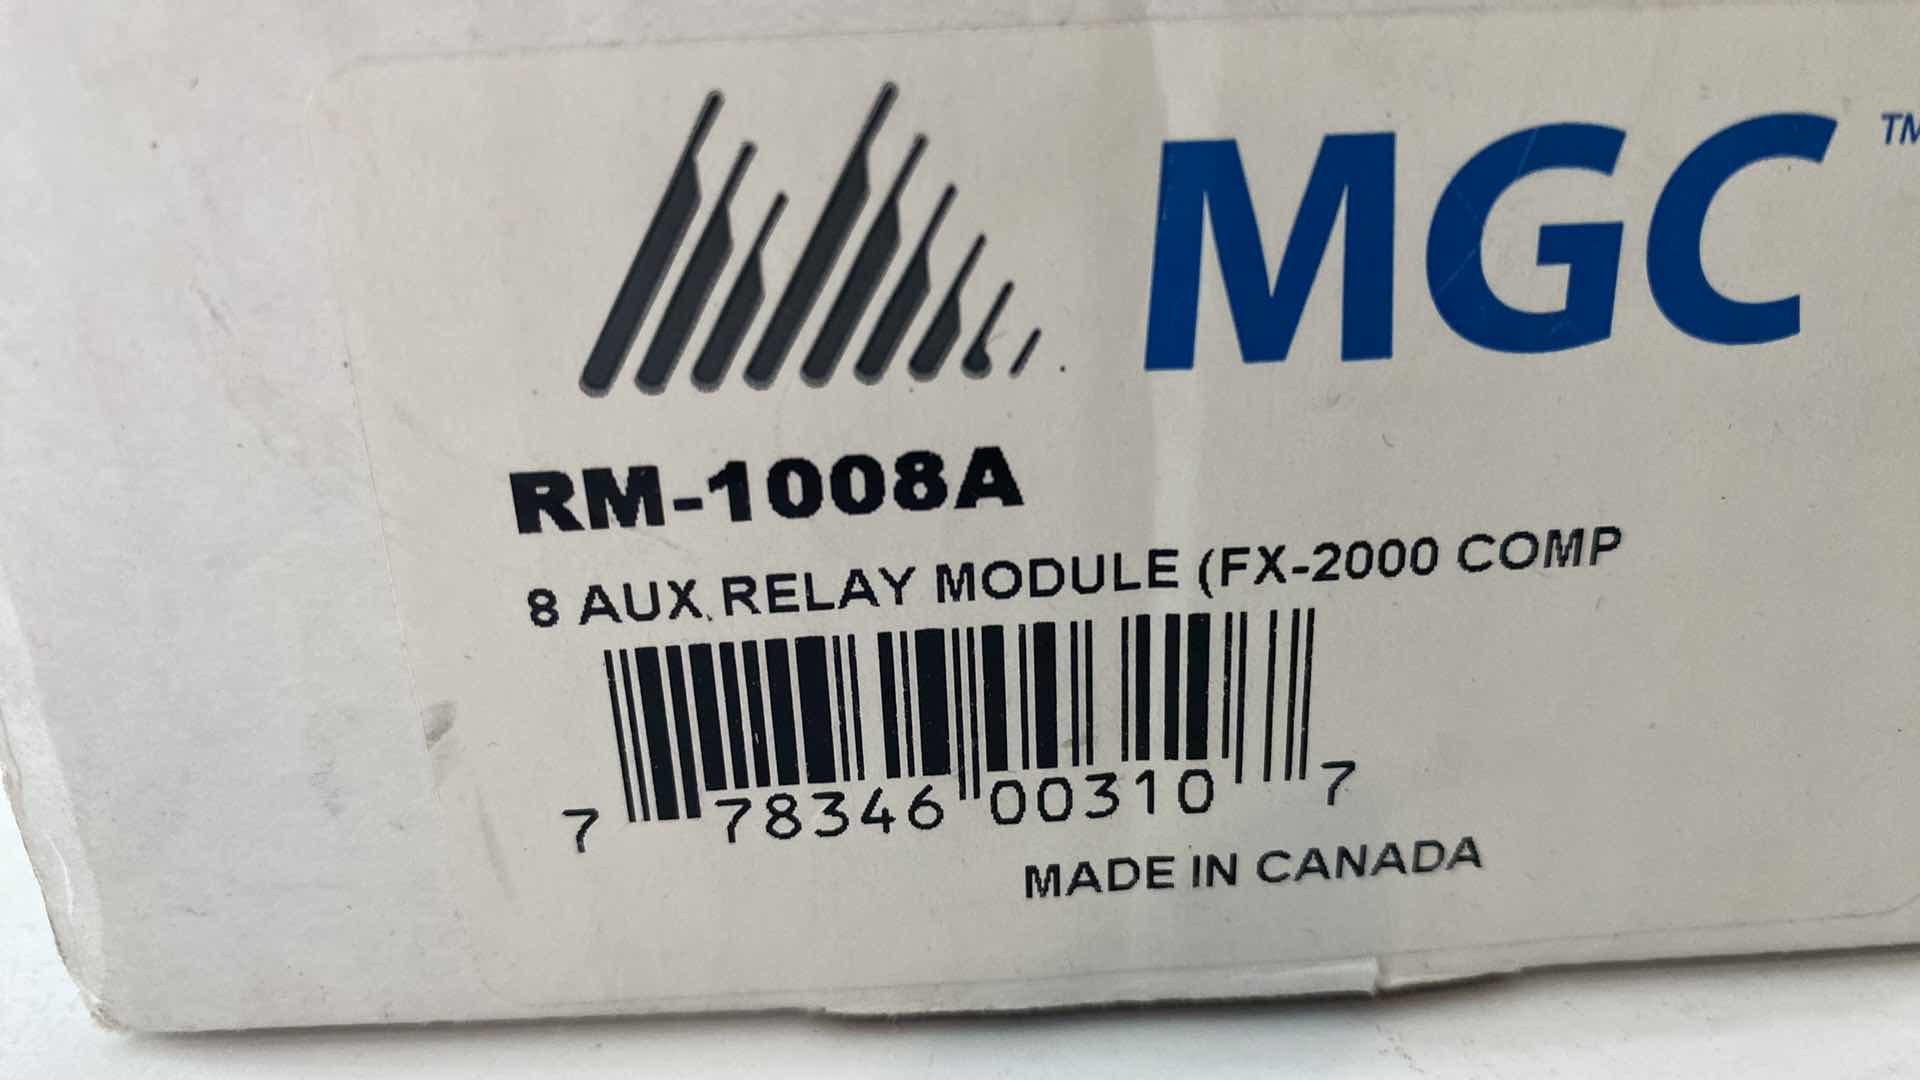 MGC™
RM-1008A
8 AUX RELAY MODULE (FX-2000 COMP
7 78346 00310 7
MADE IN CANADA